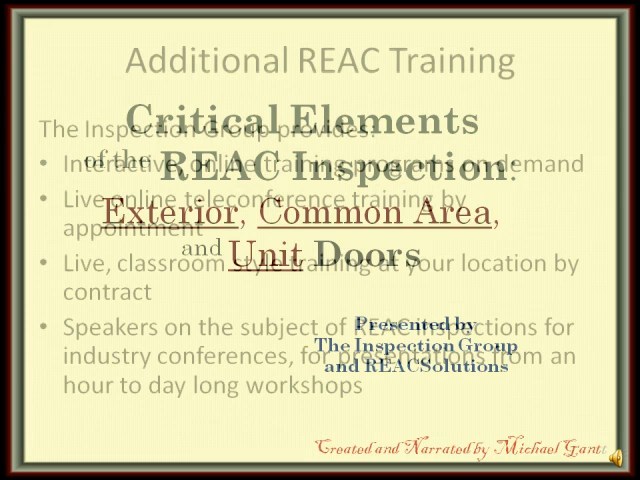 Additional REAC Training
The Inspection Group provides:
• Interactive, online training programs on demand
• Live online teleconference training by
appointment
• Live, classroom style training at your location by
contract
• Speakers on the subject of REAC inspections for
industry conferences, for presentations from an
hour to day long workshops
Critical Elements
of the REAC Inspection:
Exterior, Common Area,
and Unit Doors
Presented by
The Inspection Group
and REACSolutions
Created and Narrated by Michael Gantt